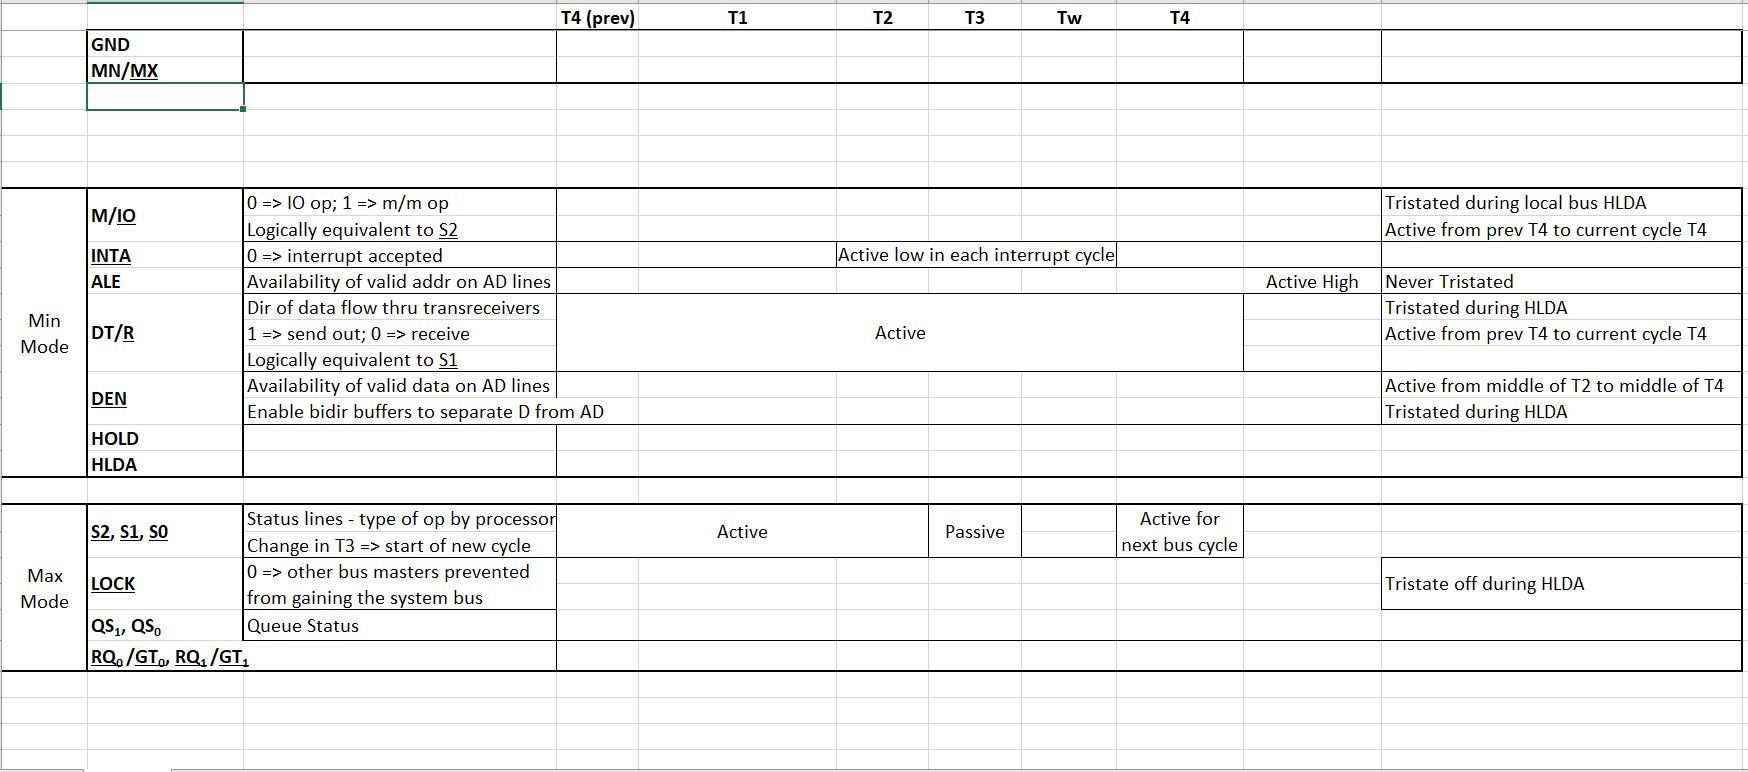 T4 (prev) T1 T2 T3 Tw T4
GND
MN/MX
Min
Mode
M/IO
0 => IO op; 1 => m/m op
Tristated during local bus HLDA
Logically equivalent to S2
Active from prev T4 to current cycle T4
INTA
0 => interrupt accepted
Active low in each interrupt cycle
ALE
Availability of valid addr on AD lines
Active High
Never Tristated
DT/R
Dir of data flow thru transreceivers
Tristated during HLDA
1 => send out; 0 => receive
Active
Active from prev T4 to current cycle T4
Logically equivalent to S1
DEN
Availability of valid data on AD lines
Active from middle of T2 to middle of T4
Enable bidir buffers to separate D from AD
Tristated during HLDA
HOLD
HLDA
Max
Mode
S2, S1, S0
Status lines - type of op by processor
Change in T3 => start of new cycle
Active
Passive
Active for
next bus cycle
LOCK
0 => other bus masters prevented
from gaining the system bus
Tristate off during HLDA
QS₁, QS₀
Queue Status
RQ₀/GT₀, RQ₁/GT₁